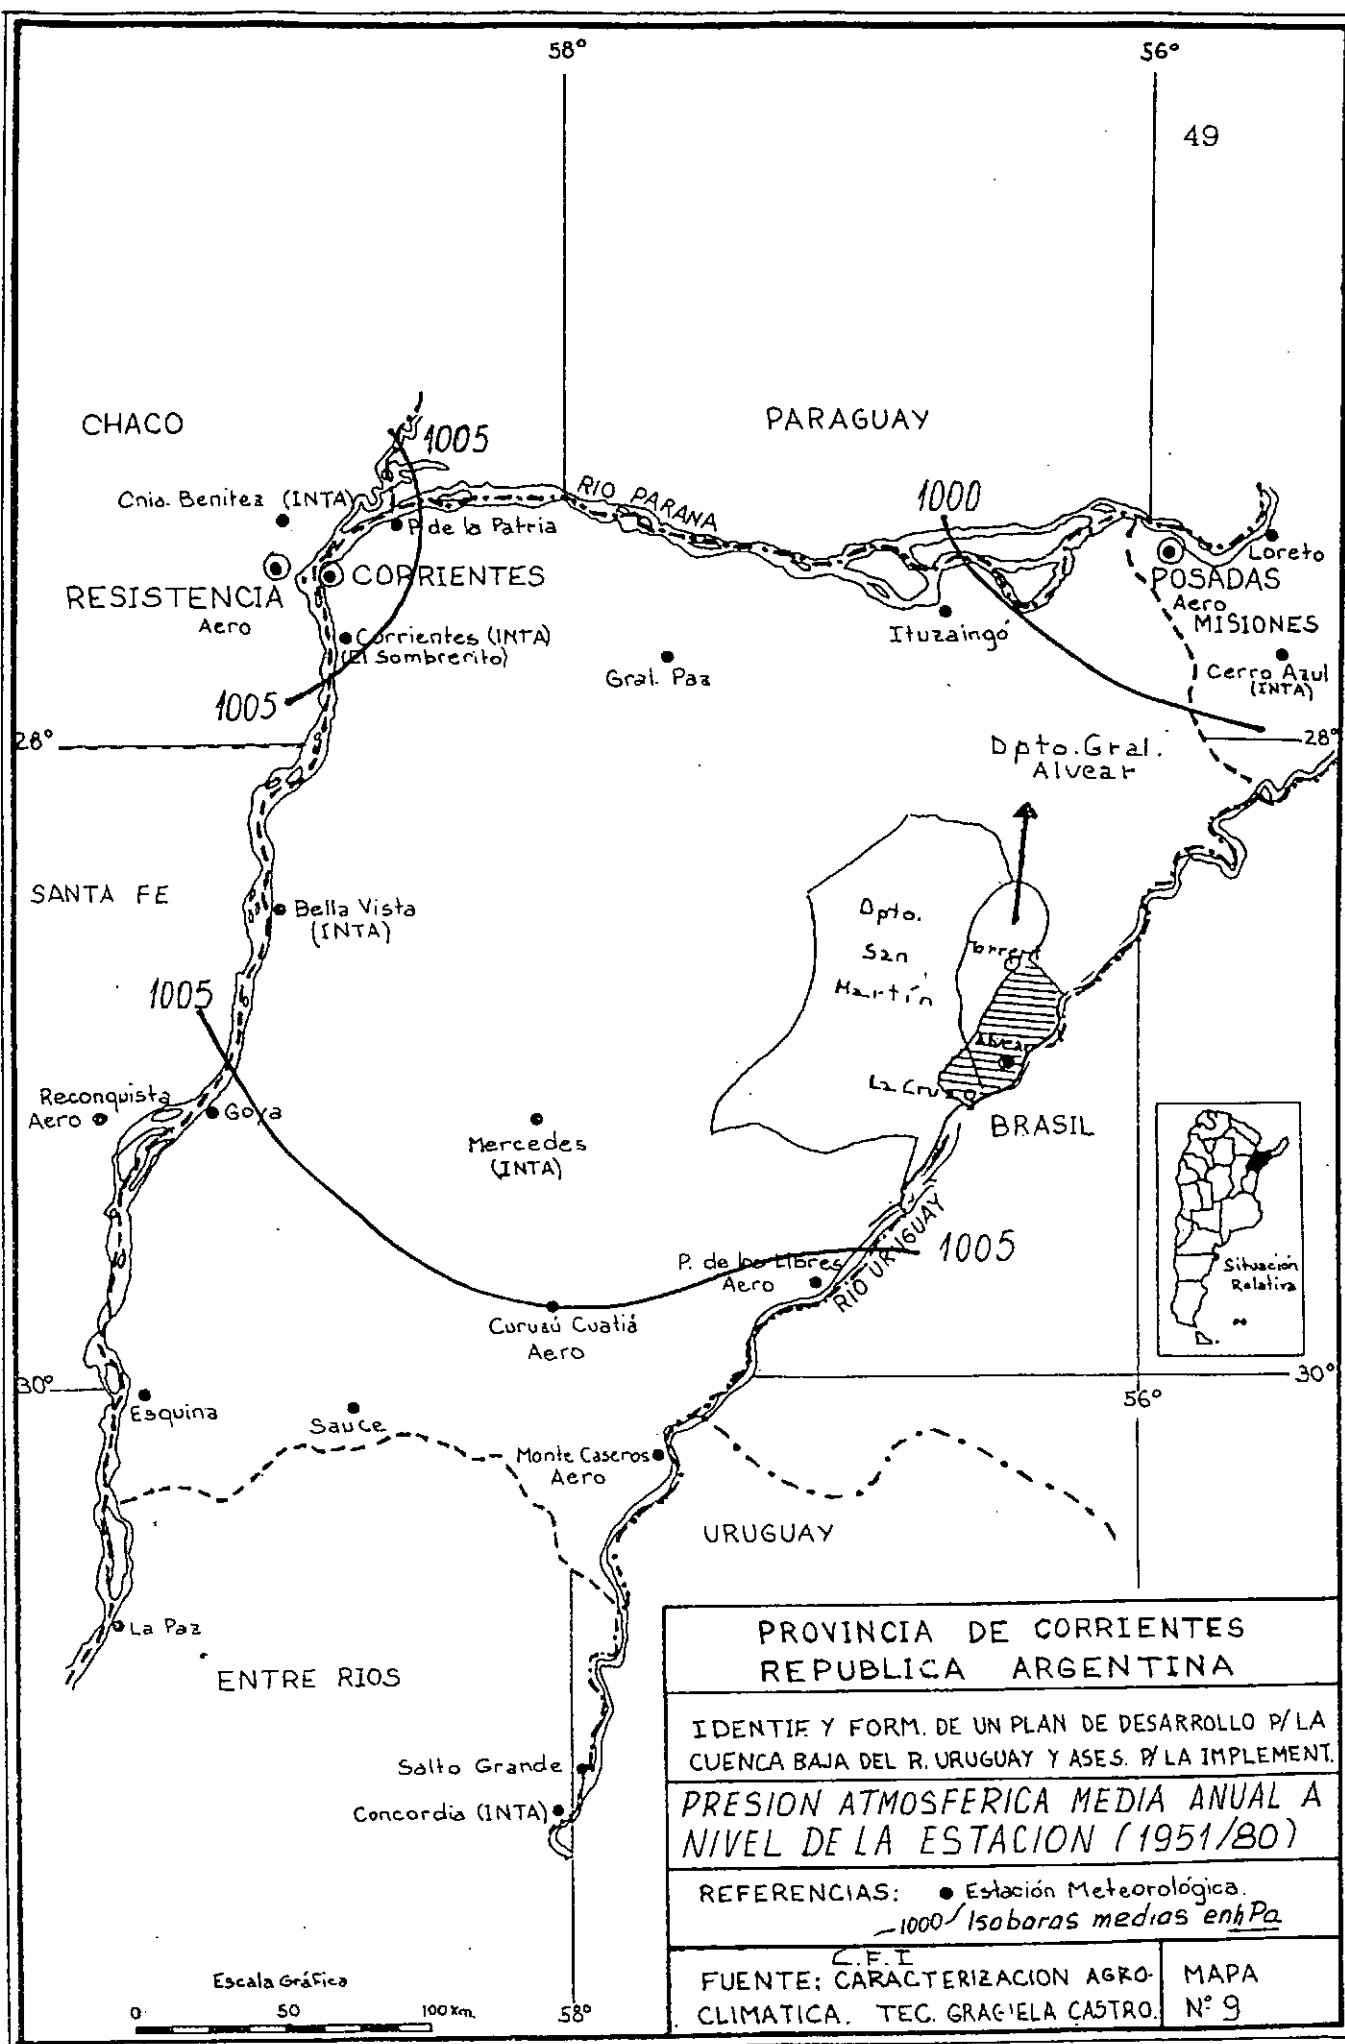 58°
56°
49
CHACO
PARAGUAY
1005
Cnia. Benitez (INTA)
P. de la Patria
RIO PARANA
1000
Loreto
RESISTENCIA
Aero
CORRIENTES
POSADAS
Aero
MISIONES
Corrientes (INTA)
(El Sombrerito)
Ituzaingó
Gral. Paz
Cerro Azul
(INTA)
1005
28°
28°
Dpto. Gral.
Alvear
SANTA FE
Bella Vista
(INTA)
Dpto.
San
Martín
Torrent
1005
Alvear
La Cruz
Reconquista
Aero
Goya
Mercedes
(INTA)
BRASIL
P. de los Libres
Aero
RIO URUGUAY
1005
Situación
Relativa
Curuzú Cuatiá
Aero
30°
30°
56°
Esquina
Sauce
Monte Caseros
Aero
URUGUAY
La Paz
ENTRE RIOS
Salto Grande
Concordia (INTA)
58°
Escala Gráfica
0 50 100 Km.
PROVINCIA DE CORRIENTES
REPUBLICA ARGENTINA
IDENTIF. Y FORM. DE UN PLAN DE DESARROLLO P/ LA
CUENCA BAJA DEL R. URUGUAY Y ASES. P/ LA IMPLEMENT.
PRESION ATMOSFERICA MEDIA ANUAL A
NIVEL DE LA ESTACION (1951/80)
REFERENCIAS: Estación Meteorológica.
1000 Isobaras medias en hPa
C.F.I
FUENTE: CARACTERIZACION AGRO-
CLIMATICA. TEC. GRACIELA CASTRO.
MAPA
Nº 9